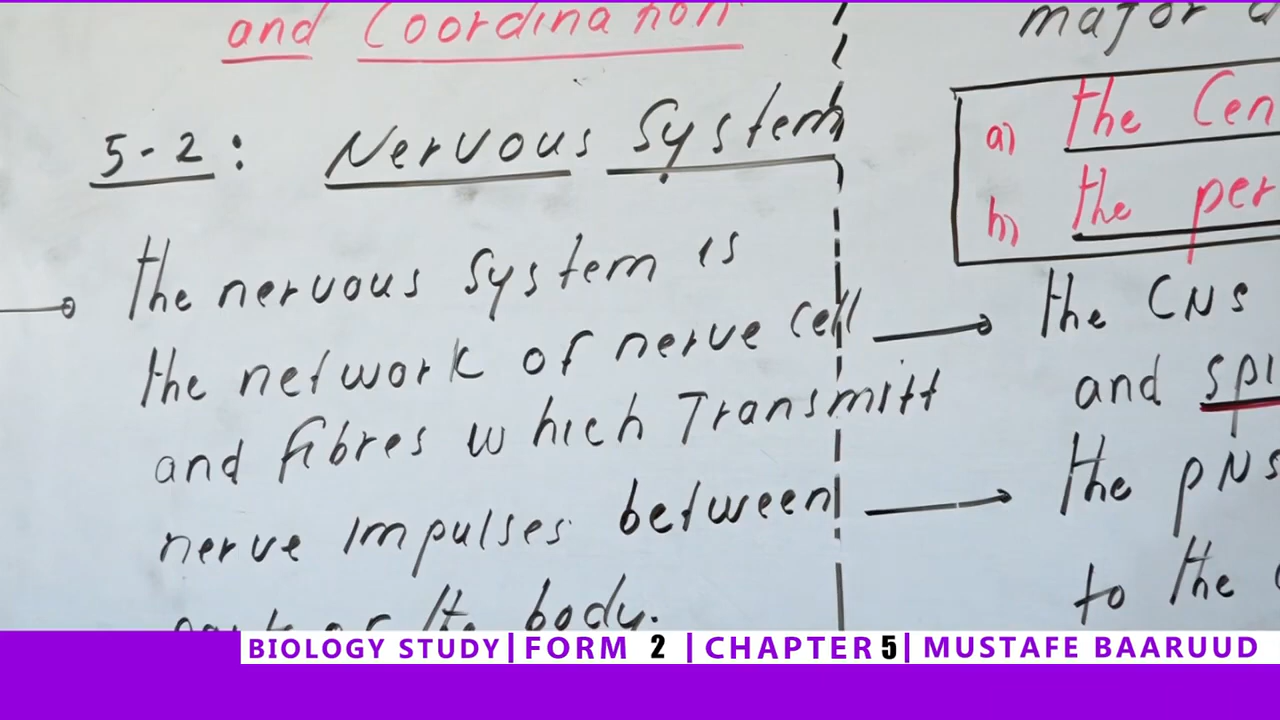 and Coordination
5-2: Nervous System
the nervous system is
the network of nerve cell
and fibres which Transmitt
nerve impulses between
the body.
major
a) the Cen
b) the per
the CNS
and spi
the pNS
to the
BIOLOGY STUDY| FORM 2 | CHAPTER 5| MUSTAFE BAARUUD